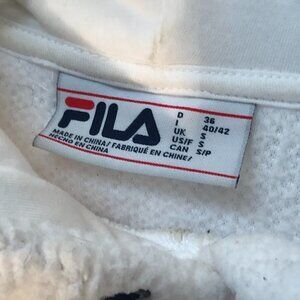 FILA
D 36
I 40/42
UK S
US/F S
CAN S/P
MADE IN CHINA/ FABRIQUÉ EN CHINE/
HECHO EN CHINA